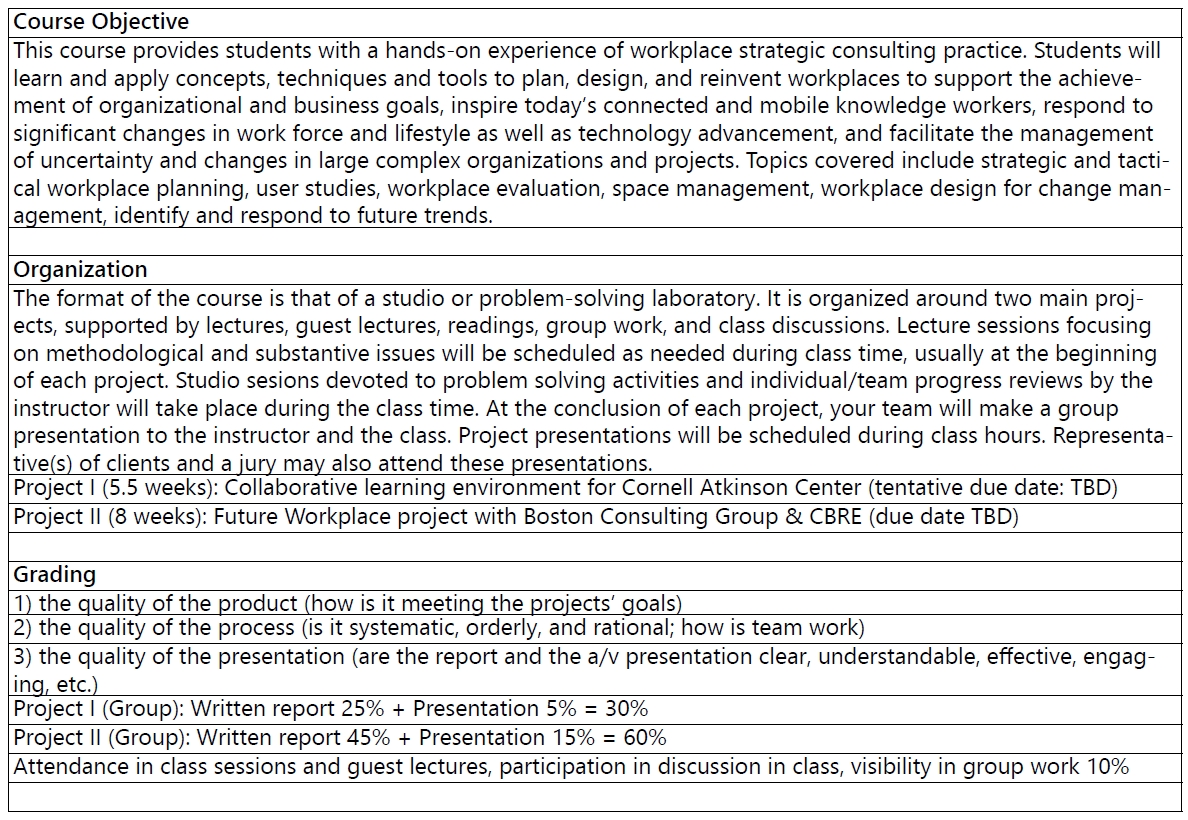 Course Objective
This course provides students with a hands-on experience of workplace strategic consulting practice. Students will
learn and apply concepts, techniques and tools to plan, design, and reinvent workplaces to support the achieve-
ment of organizational and business goals, inspire today’s connected and mobile knowledge workers, respond to
significant changes in work force and lifestyle as well as technology advancement, and facilitate the management
of uncertainty and changes in large complex organizations and projects. Topics covered include strategic and tacti-
cal workplace planning, user studies, workplace evaluation, space management, workplace design for change man-
agement, identify and respond to future trends.
Organization
The format of the course is that of a studio or problem-solving laboratory. It is organized around two main proj-
ects, supported by lectures, guest lectures, readings, group work, and class discussions. Lecture sessions focusing
on methodological and substantive issues will be scheduled as needed during class time, usually at the beginning
of each project. Studio sesions devoted to problem solving activities and individual/team progress reviews by the
instructor will take place during the class time. At the conclusion of each project, your team will make a group
presentation to the instructor and the class. Project presentations will be scheduled during class hours. Representa-
tive(s) of clients and a jury may also attend these presentations.
Project I (5.5 weeks): Collaborative learning environment for Cornell Atkinson Center (tentative due date: TBD)
Project II (8 weeks): Future Workplace project with Boston Consulting Group & CBRE (due date TBD)
Grading
1) the quality of the product (how is it meeting the projects’ goals)
2) the quality of the process (is it systematic, orderly, and rational; how is team work)
3) the quality of the presentation (are the report and the a/v presentation clear, understandable, effective, engag-
ing, etc.)
Project I (Group): Written report 25% + Presentation 5% = 30%
Project II (Group): Written report 45% + Presentation 15% = 60%
Attendance in class sessions and guest lectures, participation in discussion in class, visibility in group work 10%